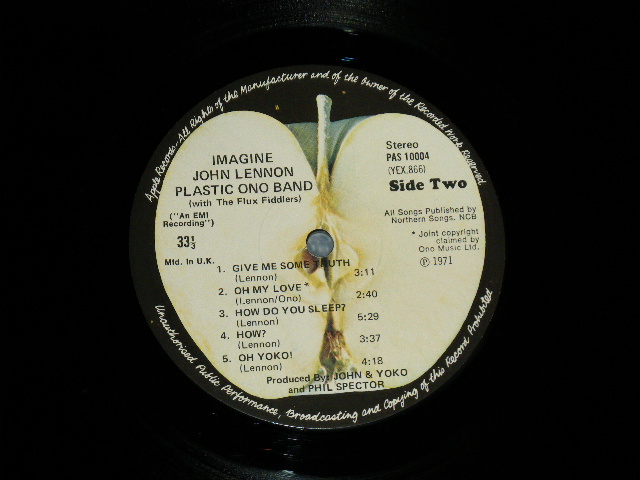 Apple Records-All Rights of the Manufacturer and of the Owner of the Recorded Work Reserved
IMAGINE
JOHN LENNON
PLASTIC ONO BAND
(with The Flux Fiddlers)
("An EMI
Recording")
33⅓
Mfd. In U.K.
Stereo
PAS 10004
(YEX.866)
Side Two
All Songs Published by
Northern Songs, NCB
* Joint copyright
claimed by
Ono Music Ltd.
Ⓟ 1971
1. GIVE ME SOME TRUTH
(Lennon) 3:11
2. OH MY LOVE*
(Lennon/Ono) 2:40
3. HOW DO YOU SLEEP?
(Lennon) 5:29
4. HOW?
(Lennon) 3:37
5. OH YOKO!
(Lennon) 4:18
Produced By: JOHN & YOKO
and PHIL SPECTOR
Unauthorised Public Performance, Broadcasting and Copying of this Record Prohibited